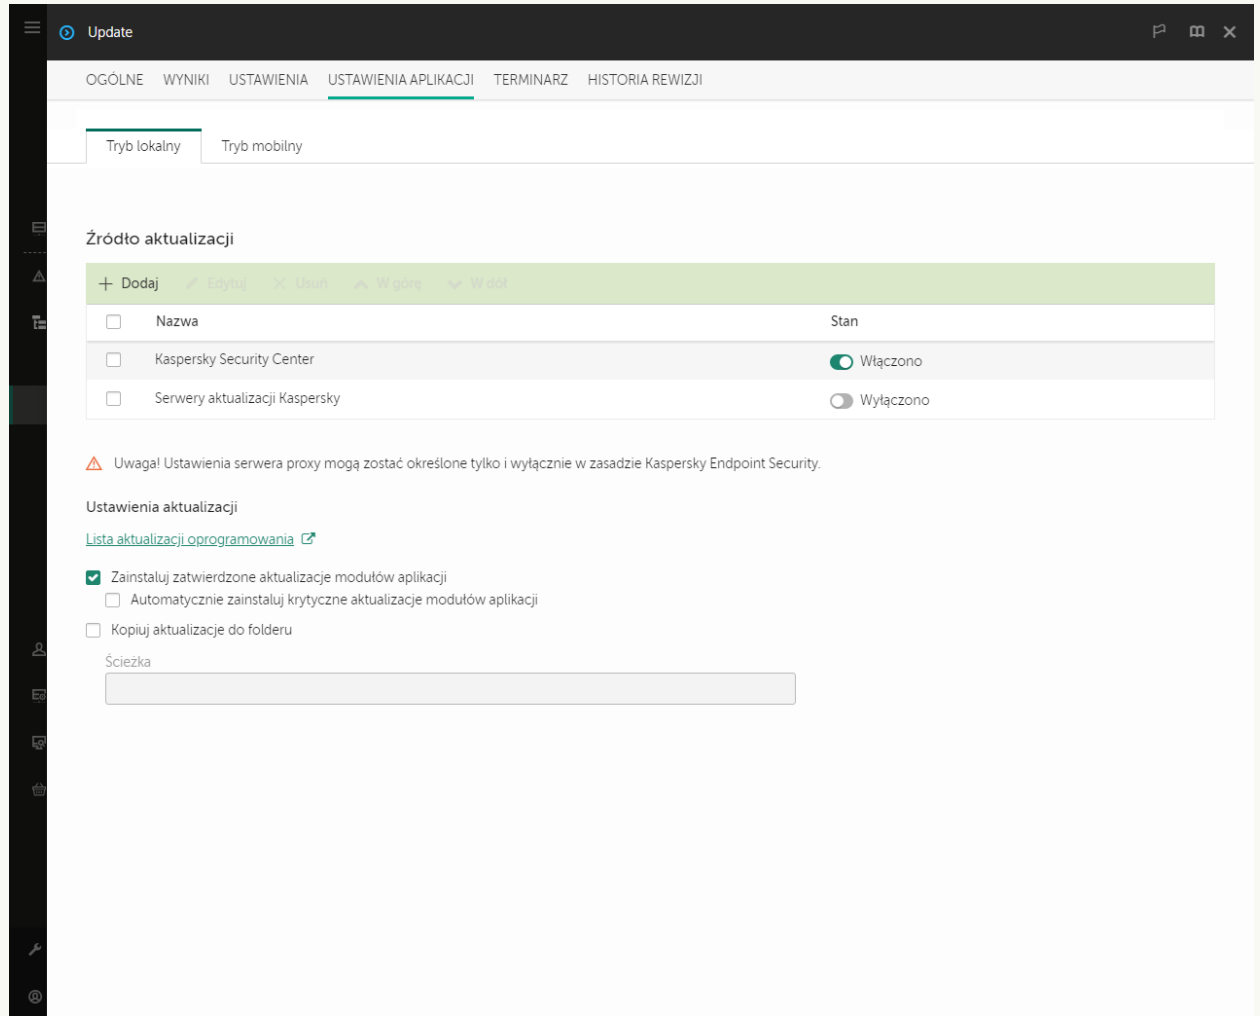 Update
OGÓLNE WYNIKI USTAWIENIA USTAWIENIA APLIKACJI TERMINARZ HISTORIA REWIZJI
Tryb lokalny Tryb mobilny
Źródło aktualizacji
Dodaj Edytuj Usuń W górę W dół
Nazwa Stan
Kaspersky Security Center Włączono
Serwery aktualizacji Kaspersky Wyłączono
Uwaga! Ustawienia serwera proxy mogą zostać określone tylko i wyłącznie w zasadzie Kaspersky Endpoint Security.
Ustawienia aktualizacji
Lista aktualizacji oprogramowania
Zainstaluj zatwierdzone aktualizacje modułów aplikacji
Automatycznie zainstaluj krytyczne aktualizacje modułów aplikacji
Kopiuj aktualizacje do folderu
Ścieżka